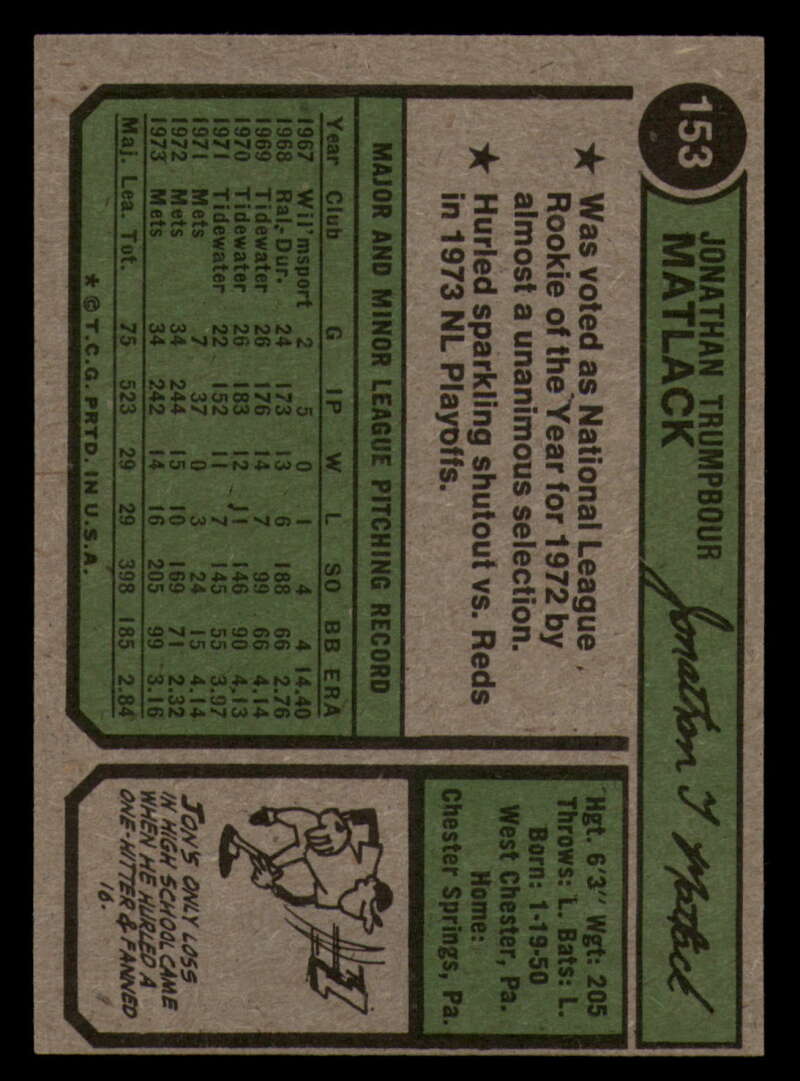 153
JONATHAN TRUMPBOUR
MATLACK
Jonathan T Matlack
★ Was voted as National League
Rookie of the Year for 1972 by
almost a unanimous selection.
★ Hurled sparkling shutout vs. Reds
in 1973 NL Playoffs.
Hgt. 6'3" Wgt: 205
Throws: L. Bats: L.
Born: 1-19-50
West Chester, Pa.
Home:
Chester Springs, Pa.
MAJOR AND MINOR LEAGUE PITCHING RECORD
Year Club G IP W L SO BB ERA
1967 Wil'msport 2 5 0 1 4 4 14.40
1968 Ral.-Dur. 24 173 13 6 188 66 2.76
1969 Tidewater 26 176 14 7 99 66 4.14
1970 Tidewater 26 183 12 11 146 90 4.13
1971 Tidewater 22 152 11 7 145 55 3.97
1971 Mets 7 37 0 3 24 15 4.14
1972 Mets 34 244 15 10 169 71 2.32
1973 Mets 34 242 14 16 205 99 3.16
Maj. Lea. Tot. 75 523 29 29 398 185 2.84
* © T.C.G. PRTD. IN U.S.A.
JON'S ONLY LOSS
IN HIGH SCHOOL CAME
WHEN HE HURLED A
ONE-HITTER & FANNED
16.